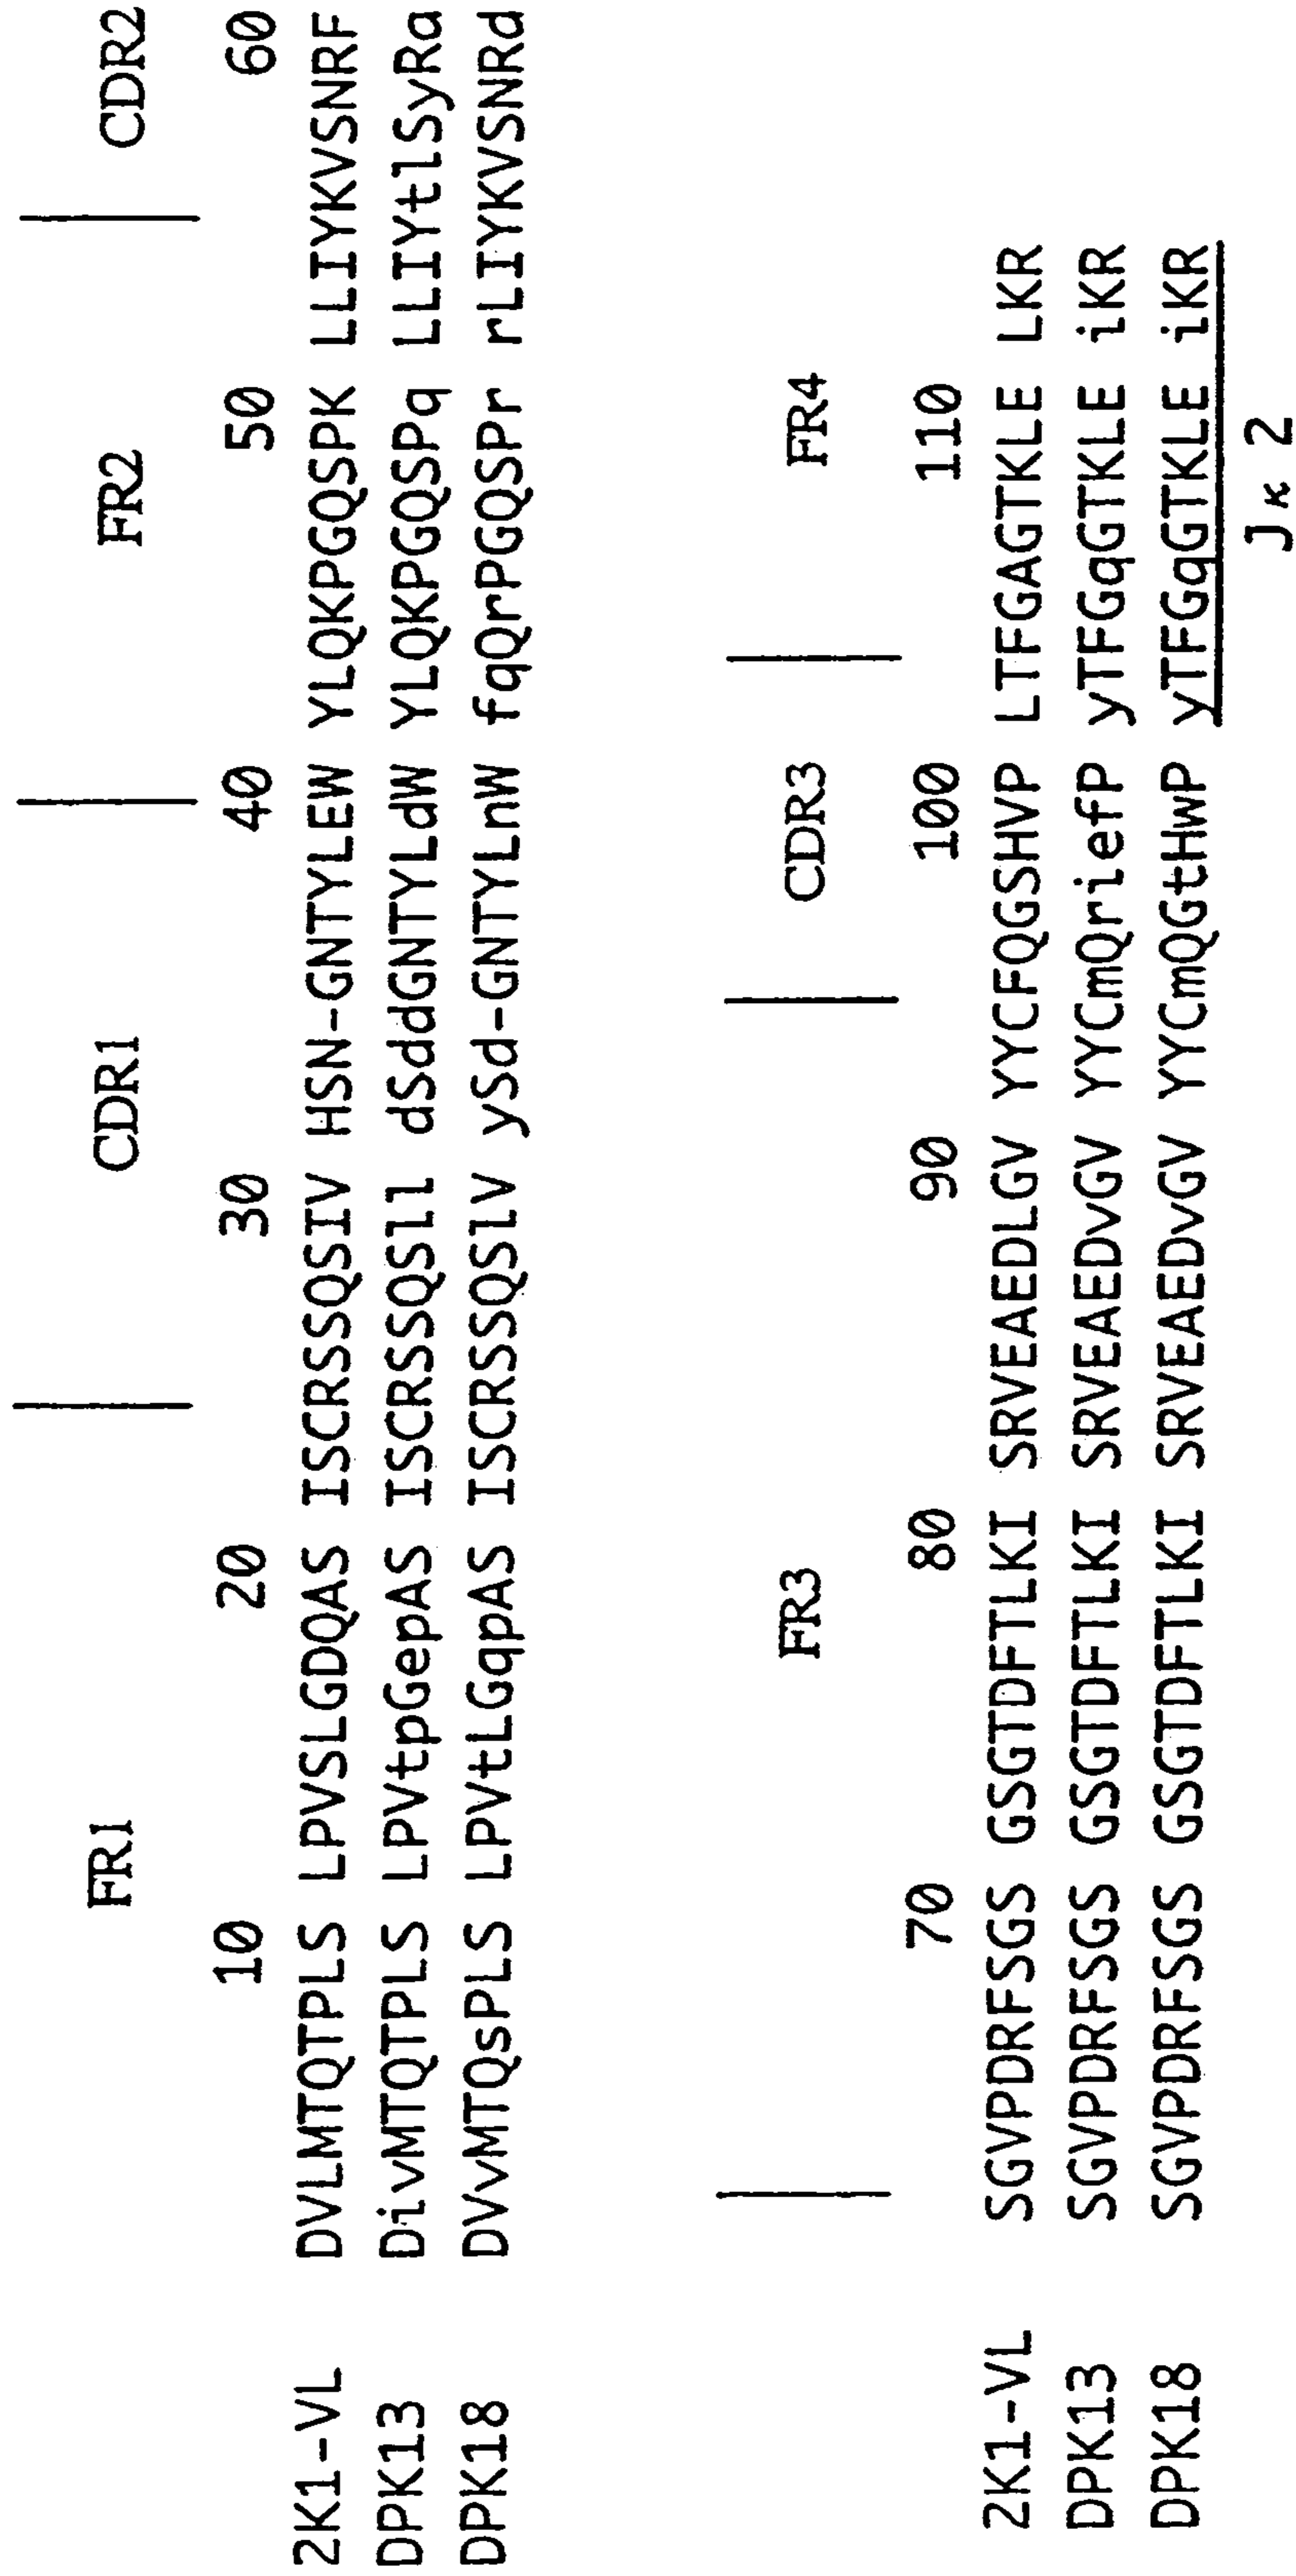 FR1 CDR1 FR2 CDR2
10 20 30 40 50 60
2K1-VL DVLMTQTPLS LPVSLGDQAS ISCRSSQSIV HSN-GNTYLEW YLQKPGQSPK LLIYKVSNRF
DPK13 DivMTQTPLS LPVtpGepAS ISCRSSQSll dSddGNTYLdW YLQKPGQSPq LLIYtlSyRa
DPK18 DVvMTQsPLS LPVtLGqpAS ISCRSSQSlV ySd-GNTYLnW fqQrPGQSPr rLIYKVSNRd
FR3 CDR3 FR4
70 80 90 100 110
2K1-VL SGVPDRFSGS GSGTDFTLKI SRVEAEDLGV YYCFQGSHVP LTFGAGTKLE LKR
DPK13 SGVPDRFSGS GSGTDFTLKI SRVEAEDvGV YYCmQriefP yTFGqGTKLE iKR
DPK18 SGVPDRFSGS GSGTDFTLKI SRVEAEDvGV YYCmQGtHwP yTFGqGTKLE iKR
Jκ 2